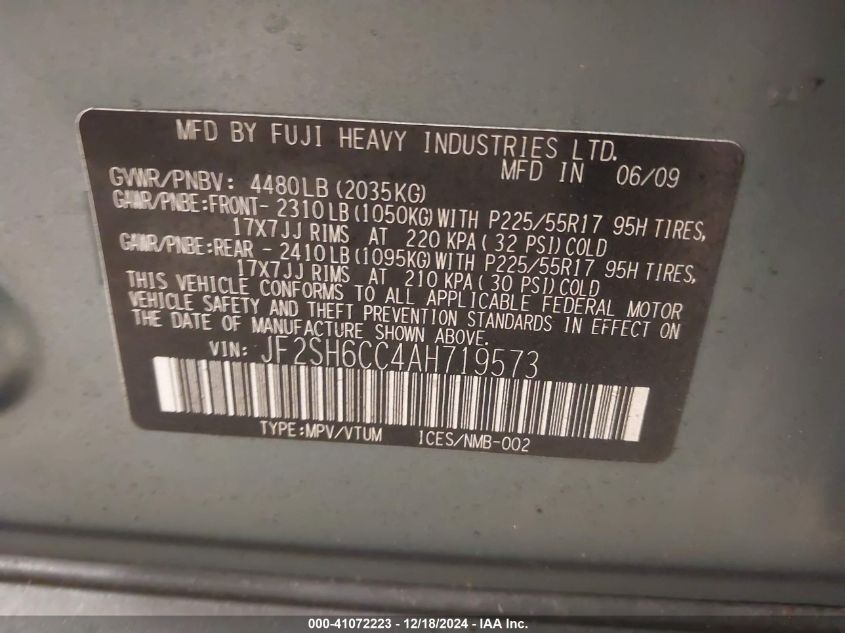 MFD BY FUJI HEAVY INDUSTRIES LTD.
MFD IN 06/09
GVWR/PNBV: 4480LB(2035KG)
GAWR/PNBE:FRONT- 2310LB(1050KG)WITH P225/55R17 95H TIRES,
17X7JJ RIMS AT 220 KPA( 32 PSI)COLD
GAWR/PNBE:REAR - 2410LB(1095KG)WITH P225/55R17 95H TIRES,
17X7JJ RIMS AT 210 KPA( 30 PSI)COLD
THIS VEHICLE CONFORMS TO ALL APPLICABLE FEDERAL MOTOR
VEHICLE SAFETY AND THEFT PREVENTION STANDARDS IN EFFECT ON
THE DATE OF MANUFACTURE SHOWN ABOVE.
VIN: JF2SH6CC4AH719573
TYPE:MPV/VTUM ICES/NMB-002
000-41072223 - 12/18/2024 - IAA, Inc.